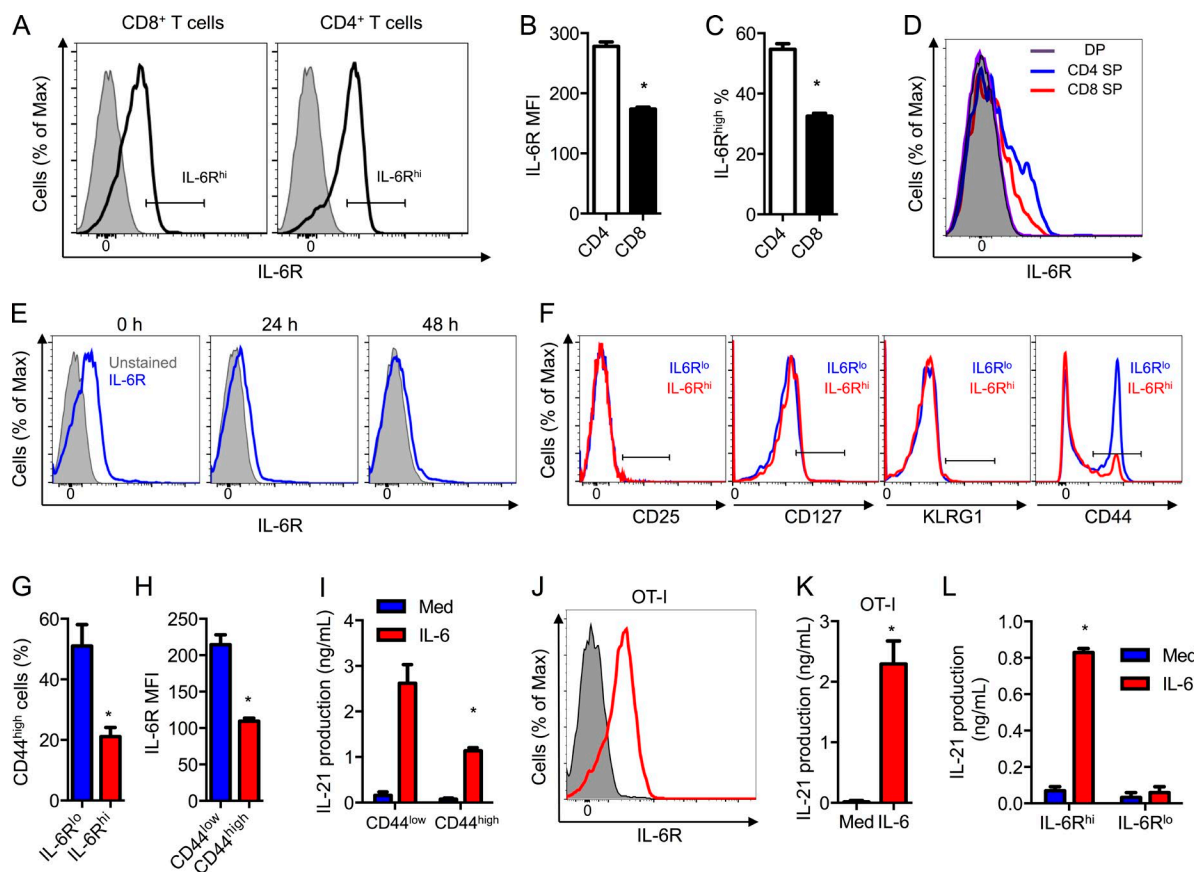 A
CD8⁺ T cells
CD4⁺ T cells
Cells (% of Max)
IL-6Rʰⁱ
IL-6Rʰⁱ
0
0
IL-6R
B
IL-6R MFI
300
200
100
0
*
CD4
CD8
C
IL-6Rʰⁱᵍʰ %
60
40
20
0
*
CD4
CD8
D
Cells (% of Max)
DP
CD4 SP
CD8 SP
0
IL-6R
E
0 h
24 h
48 h
Cells (% of Max)
Unstained
IL-6R
0
0
0
IL-6R
F
Cells (% of Max)
IL6Rˡᵒ
IL-6Rʰⁱ
IL6Rˡᵒ
IL-6Rʰⁱ
IL6Rˡᵒ
IL-6Rʰⁱ
IL6Rˡᵒ
IL-6Rʰⁱ
0
0
0
0
CD25
CD127
KLRG1
CD44
G
CD44ʰⁱᵍʰ cells (%)
60
40
20
0
*
IL-6Rˡᵒ
IL-6Rʰⁱ
H
IL-6R MFI
250
200
150
100
50
0
*
CD44ˡᵒʷ
CD44ʰⁱᵍʰ
I
Med
IL-6
IL-21 production (ng/mL)
4
3
2
1
0
*
CD44ˡᵒʷ
CD44ʰⁱᵍʰ
J
OT-I
Cells (% of Max)
0
IL-6R
K
OT-I
IL-21 production (ng/mL)
3
2
1
0
*
Med IL-6
L
IL-21 production
(ng/mL)
1.0
0.8
0.6
0.4
0.2
0.0
*
Med
IL-6
IL-6Rʰⁱ
IL-6Rˡᵒ